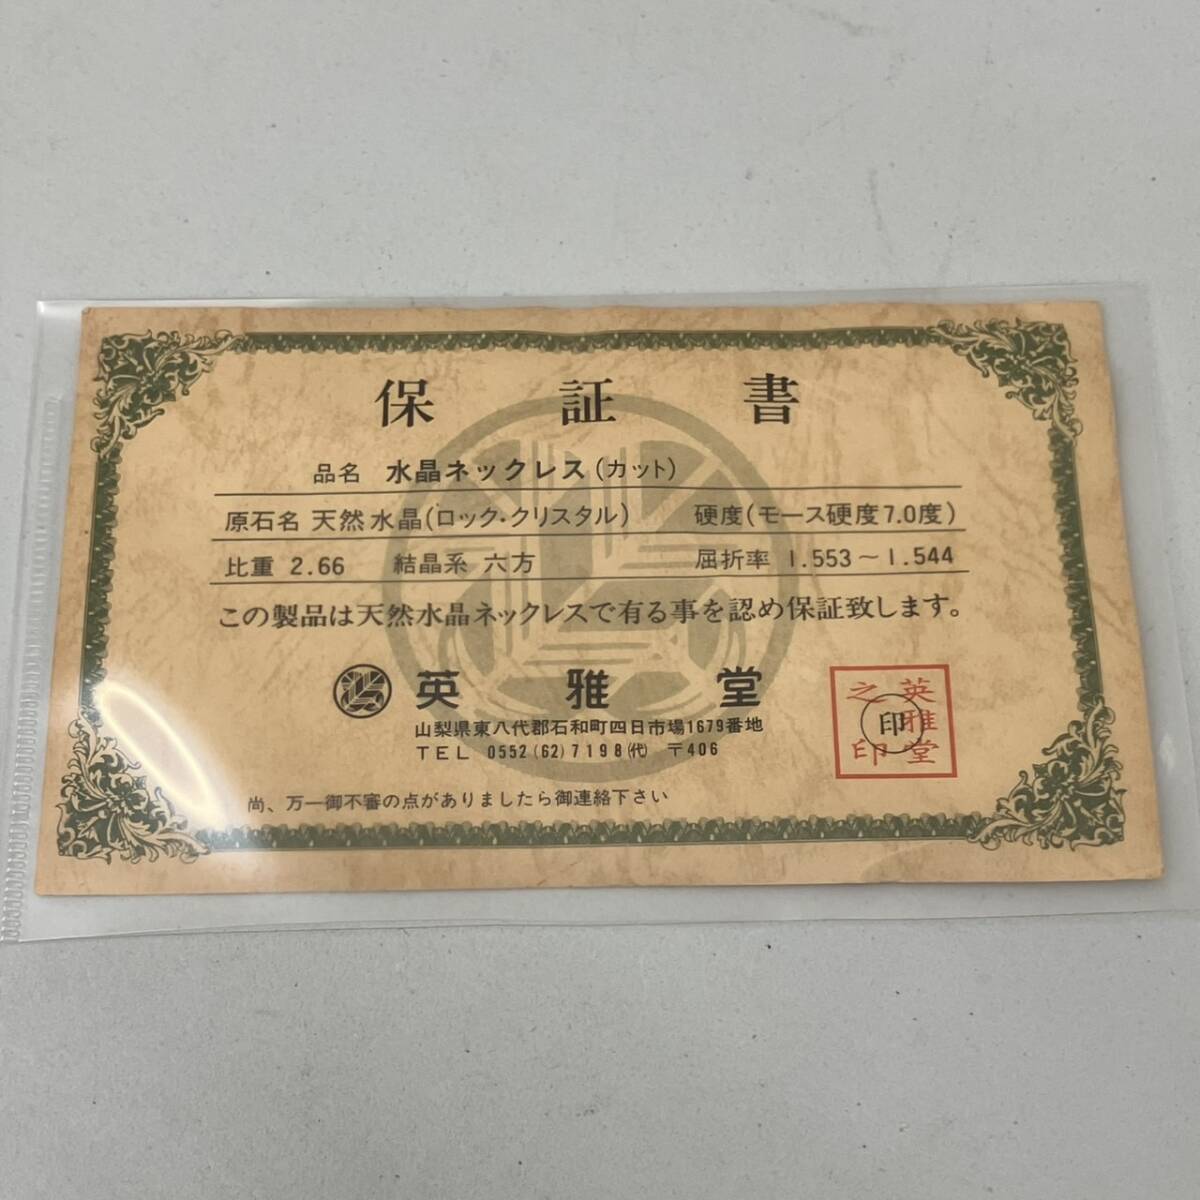 保証書
品名 水晶ネックレス(カット)
原石名 天然水晶(ロック・クリスタル) 硬度(モース硬度7.0度)
比重 2.66 結晶系 六方 屈折率 1.553～1.544
この製品は天然水晶ネックレスで有る事を認め保証致します。
英雅堂
山梨県東八代郡石和町四日市場1679番地
TEL 0552(62)7198(代) 〒406
英雅堂
之印
印
尚、万一御不審の点がありましたら御連絡下さい